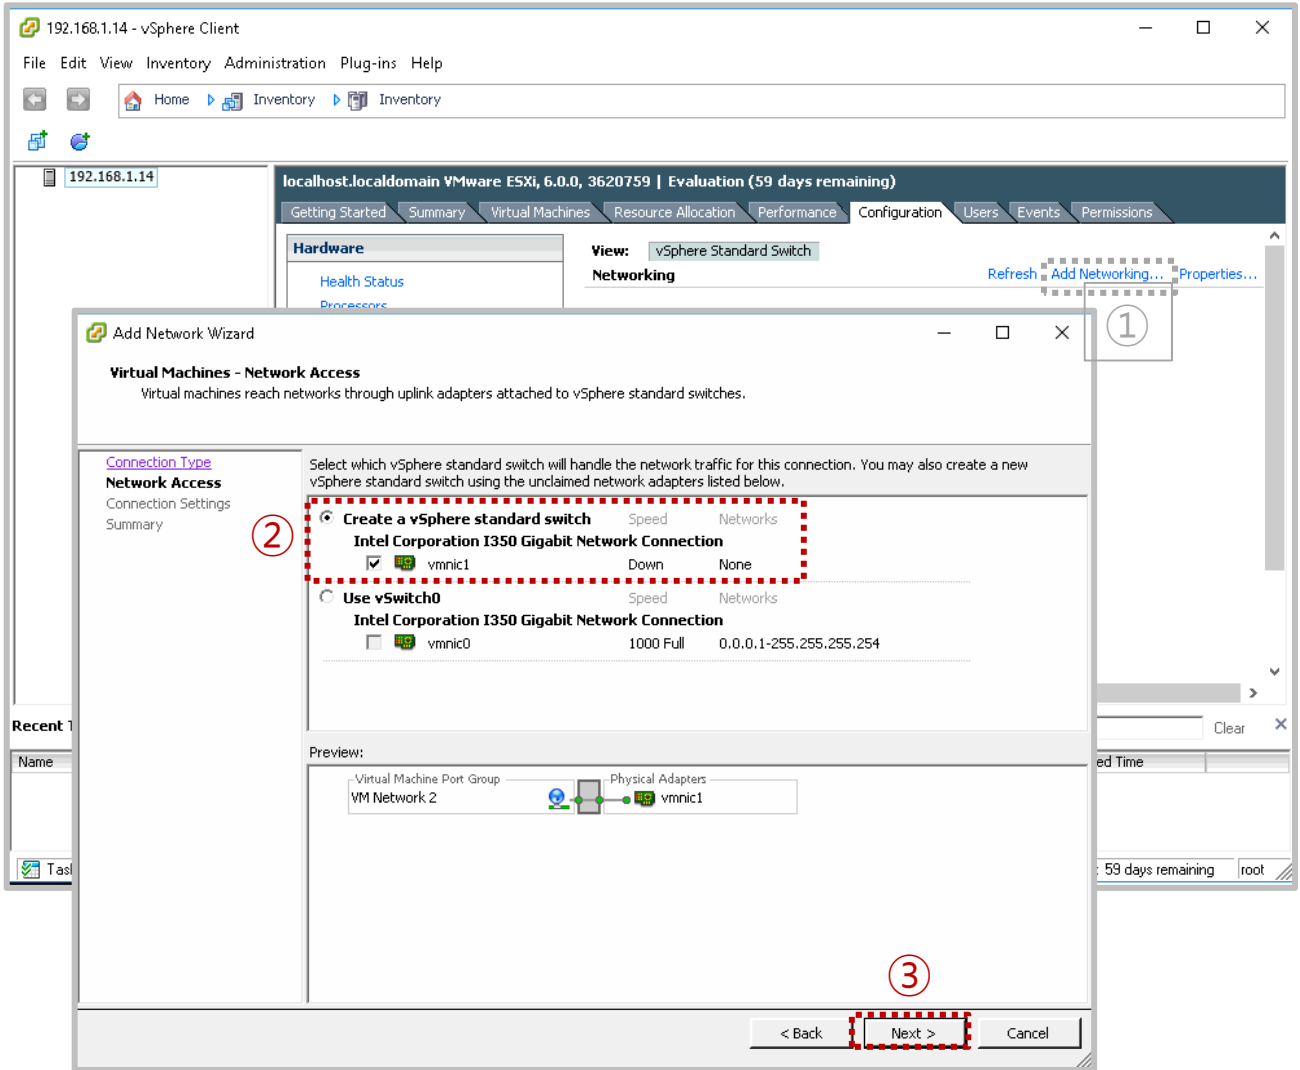 192.168.1.14 - vSphere Client
File Edit View Inventory Administration Plug-ins Help
Home Inventory Inventory
192.168.1.14
localhost.localdomain VMware ESXi, 6.0.0, 3620759 | Evaluation (59 days remaining)
Getting Started Summary Virtual Machines Resource Allocation Performance Configuration Users Events Permissions
Hardware
Health Status
Processors
View: vSphere Standard Switch
Networking
Refresh Add Networking... Properties...
①
Add Network Wizard
Virtual Machines - Network Access
Virtual machines reach networks through uplink adapters attached to vSphere standard switches.
Connection Type
Network Access
Connection Settings
Summary
Select which vSphere standard switch will handle the network traffic for this connection. You may also create a new
vSphere standard switch using the unclaimed network adapters listed below.
②
Create a vSphere standard switch Speed Networks
Intel Corporation I350 Gigabit Network Connection
vmnic1 Down None
Use vSwitch0 Speed Networks
Intel Corporation I350 Gigabit Network Connection
vmnic0 1000 Full 0.0.0.1-255.255.255.254
Preview:
Virtual Machine Port Group Physical Adapters
VM Network 2 vmnic1
③
< Back Next > Cancel
Recent T
Clear
Name
ed Time
Tas
: 59 days remaining root